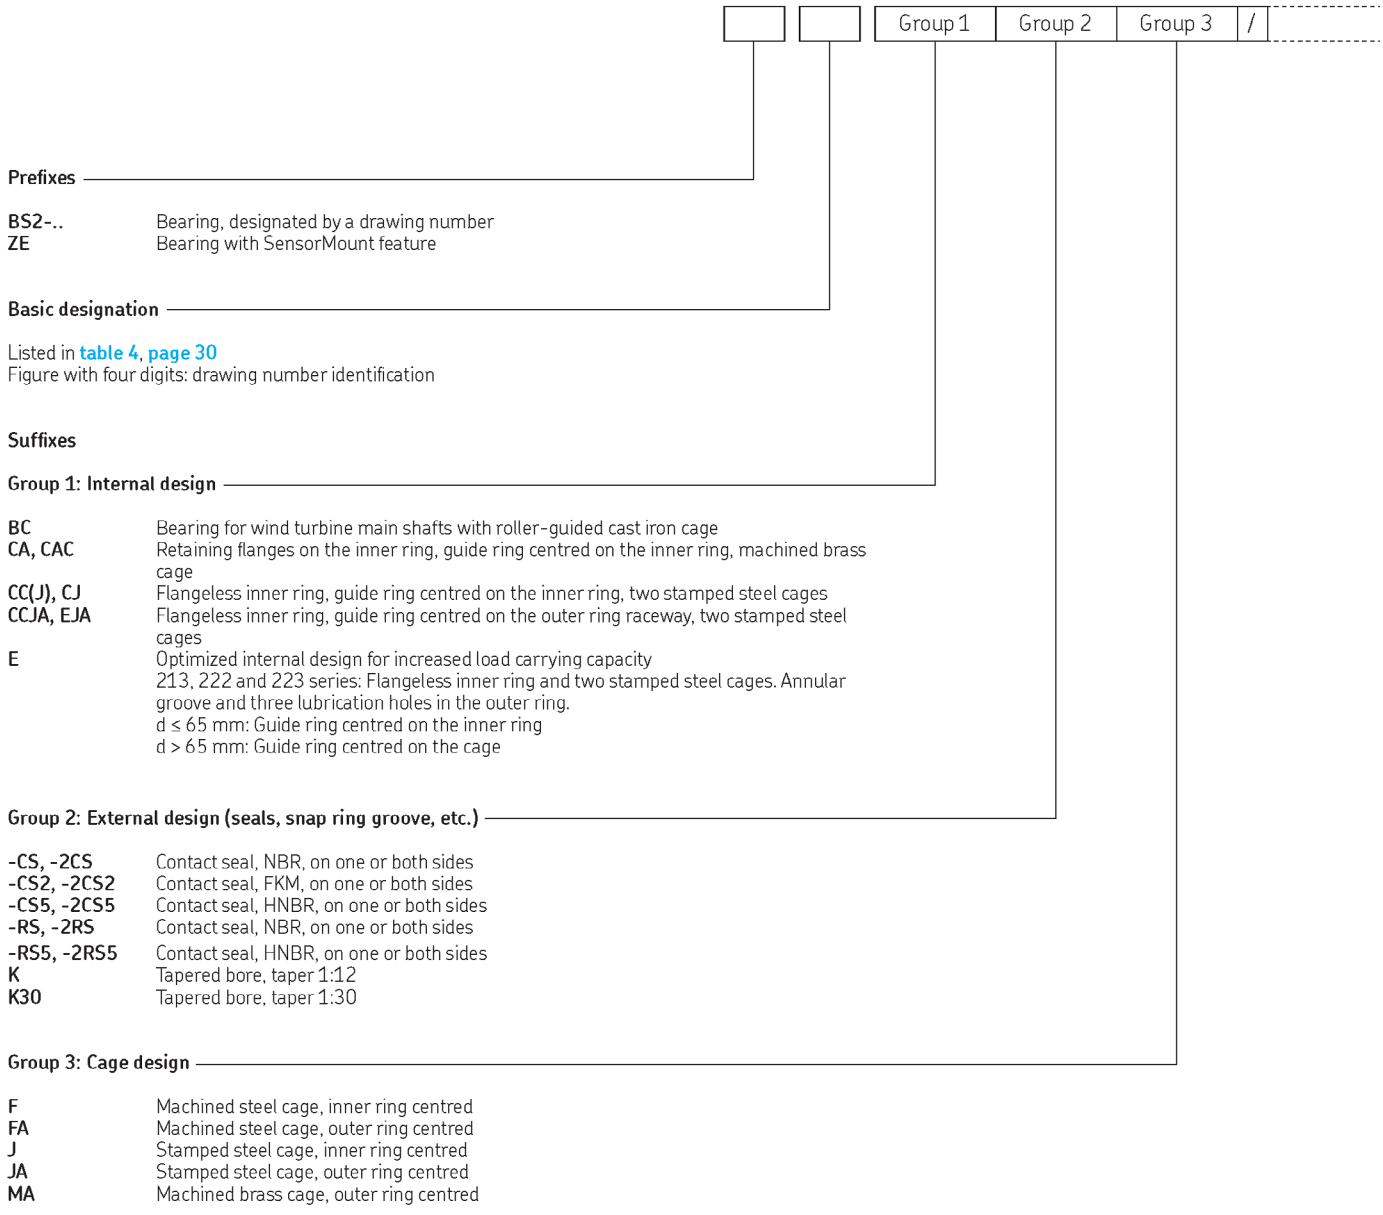 Group 1 Group 2 Group 3 /
Prefixes
BS2-.. Bearing, designated by a drawing number
ZE Bearing with SensorMount feature
Basic designation
Listed in table 4, page 30
Figure with four digits: drawing number identification
Suffixes
Group 1: Internal design
BC Bearing for wind turbine main shafts with roller-guided cast iron cage
CA, CAC Retaining flanges on the inner ring, guide ring centred on the inner ring, machined brass
cage
CC(J), CJ Flangeless inner ring, guide ring centred on the inner ring, two stamped steel cages
CCJA, EJA Flangeless inner ring, guide ring centred on the outer ring raceway, two stamped steel
cages
E Optimized internal design for increased load carrying capacity
213, 222 and 223 series: Flangeless inner ring and two stamped steel cages. Annular
groove and three lubrication holes in the outer ring.
d ≤ 65 mm: Guide ring centred on the inner ring
d > 65 mm: Guide ring centred on the cage
Group 2: External design (seals, snap ring groove, etc.)
-CS, -2CS Contact seal, NBR, on one or both sides
-CS2, -2CS2 Contact seal, FKM, on one or both sides
-CS5, -2CS5 Contact seal, HNBR, on one or both sides
-RS, -2RS Contact seal, NBR, on one or both sides
-RS5, -2RS5 Contact seal, HNBR, on one or both sides
K Tapered bore, taper 1:12
K30 Tapered bore, taper 1:30
Group 3: Cage design
F Machined steel cage, inner ring centred
FA Machined steel cage, outer ring centred
J Stamped steel cage, inner ring centred
JA Stamped steel cage, outer ring centred
MA Machined brass cage, outer ring centred